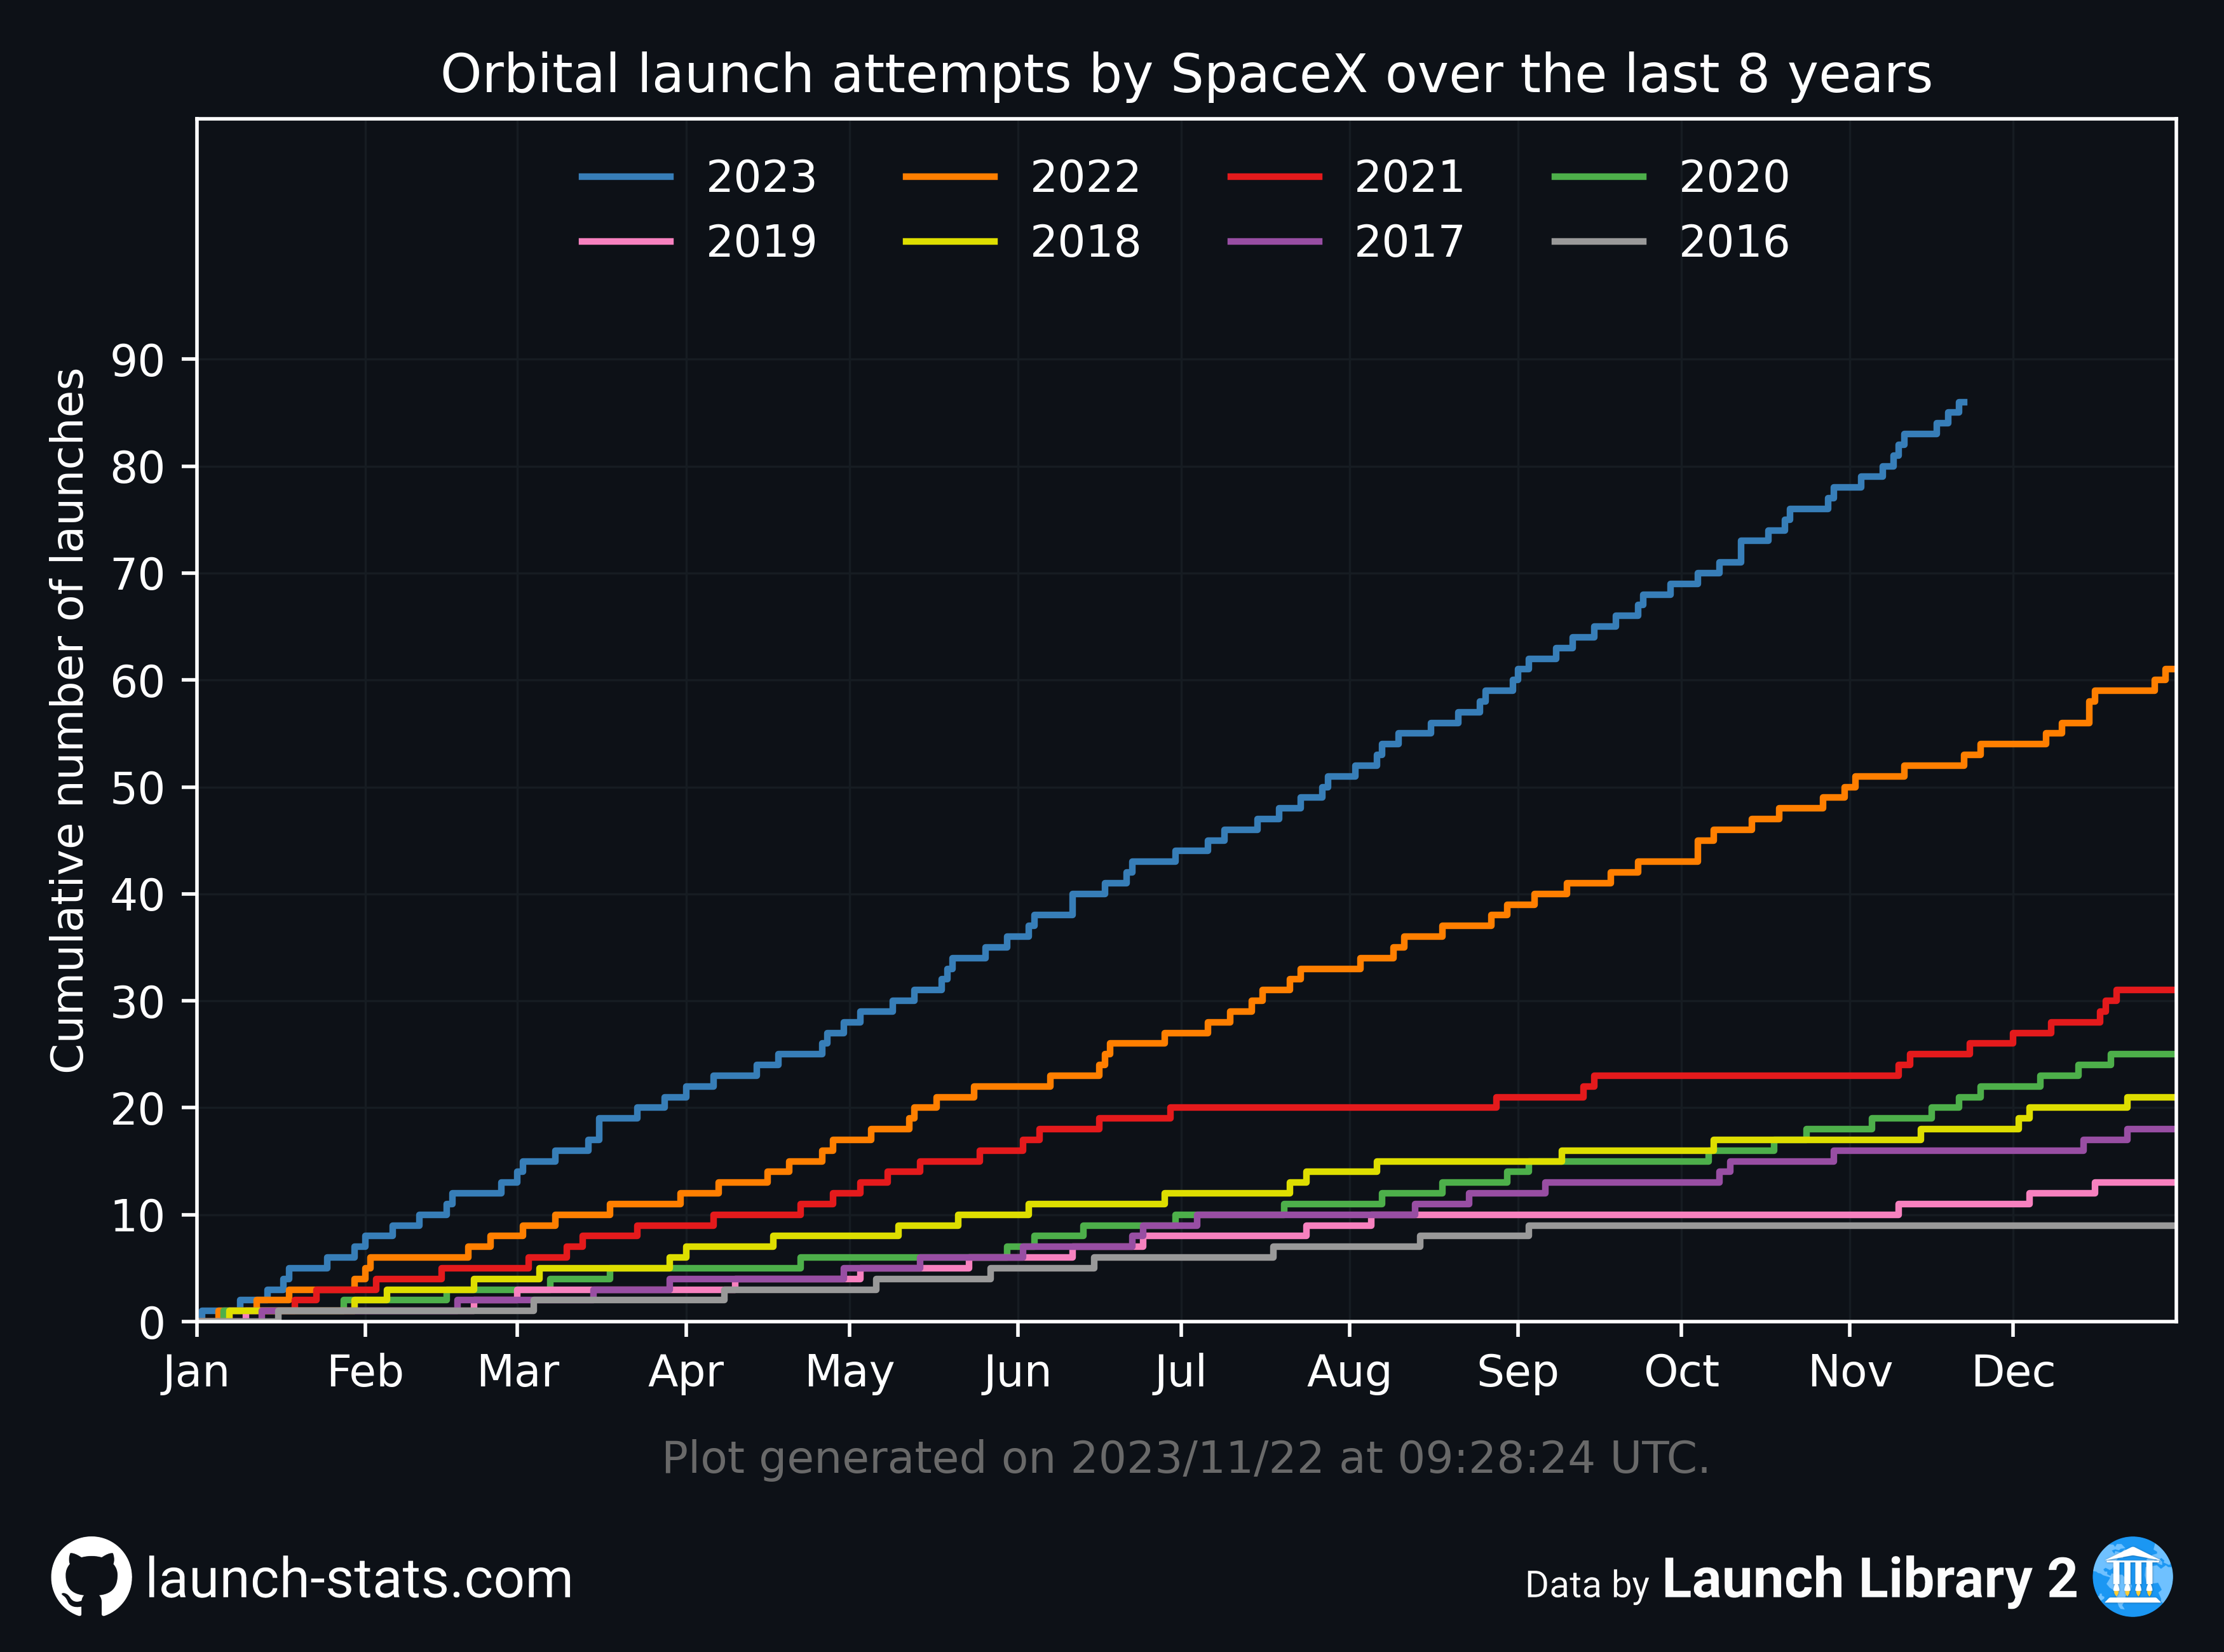 Orbital launch attempts by SpaceX over the last 8 years
2023 2022 2021 2020
2019 2018 2017 2016
Cumulative number of launches
90
80
70
60
50
40
30
20
10
0
Jan Feb Mar Apr May Jun Jul Aug Sep Oct Nov Dec
Plot generated on 2023/11/22 at 09:28:24 UTC.
launch-stats.com
Data by Launch Library 2